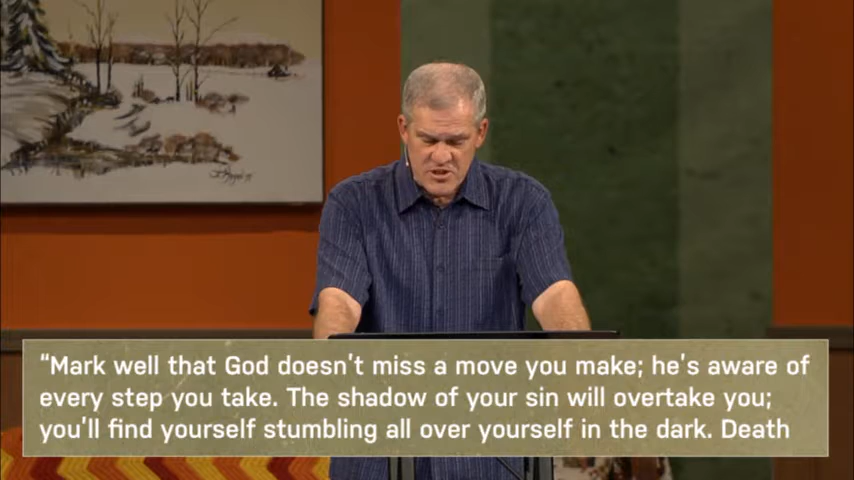 “Mark well that God doesn’t miss a move you make; he’s aware of
every step you take. The shadow of your sin will overtake you;
you’ll find yourself stumbling all over yourself in the dark. Death